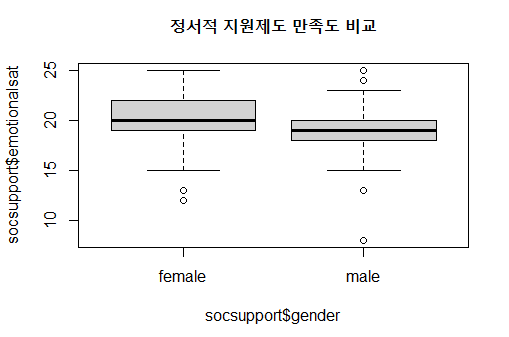 정서적 지원제도 만족도 비교
socsupport$emotionalsat
25
20
15
10
female male
socsupport$gender